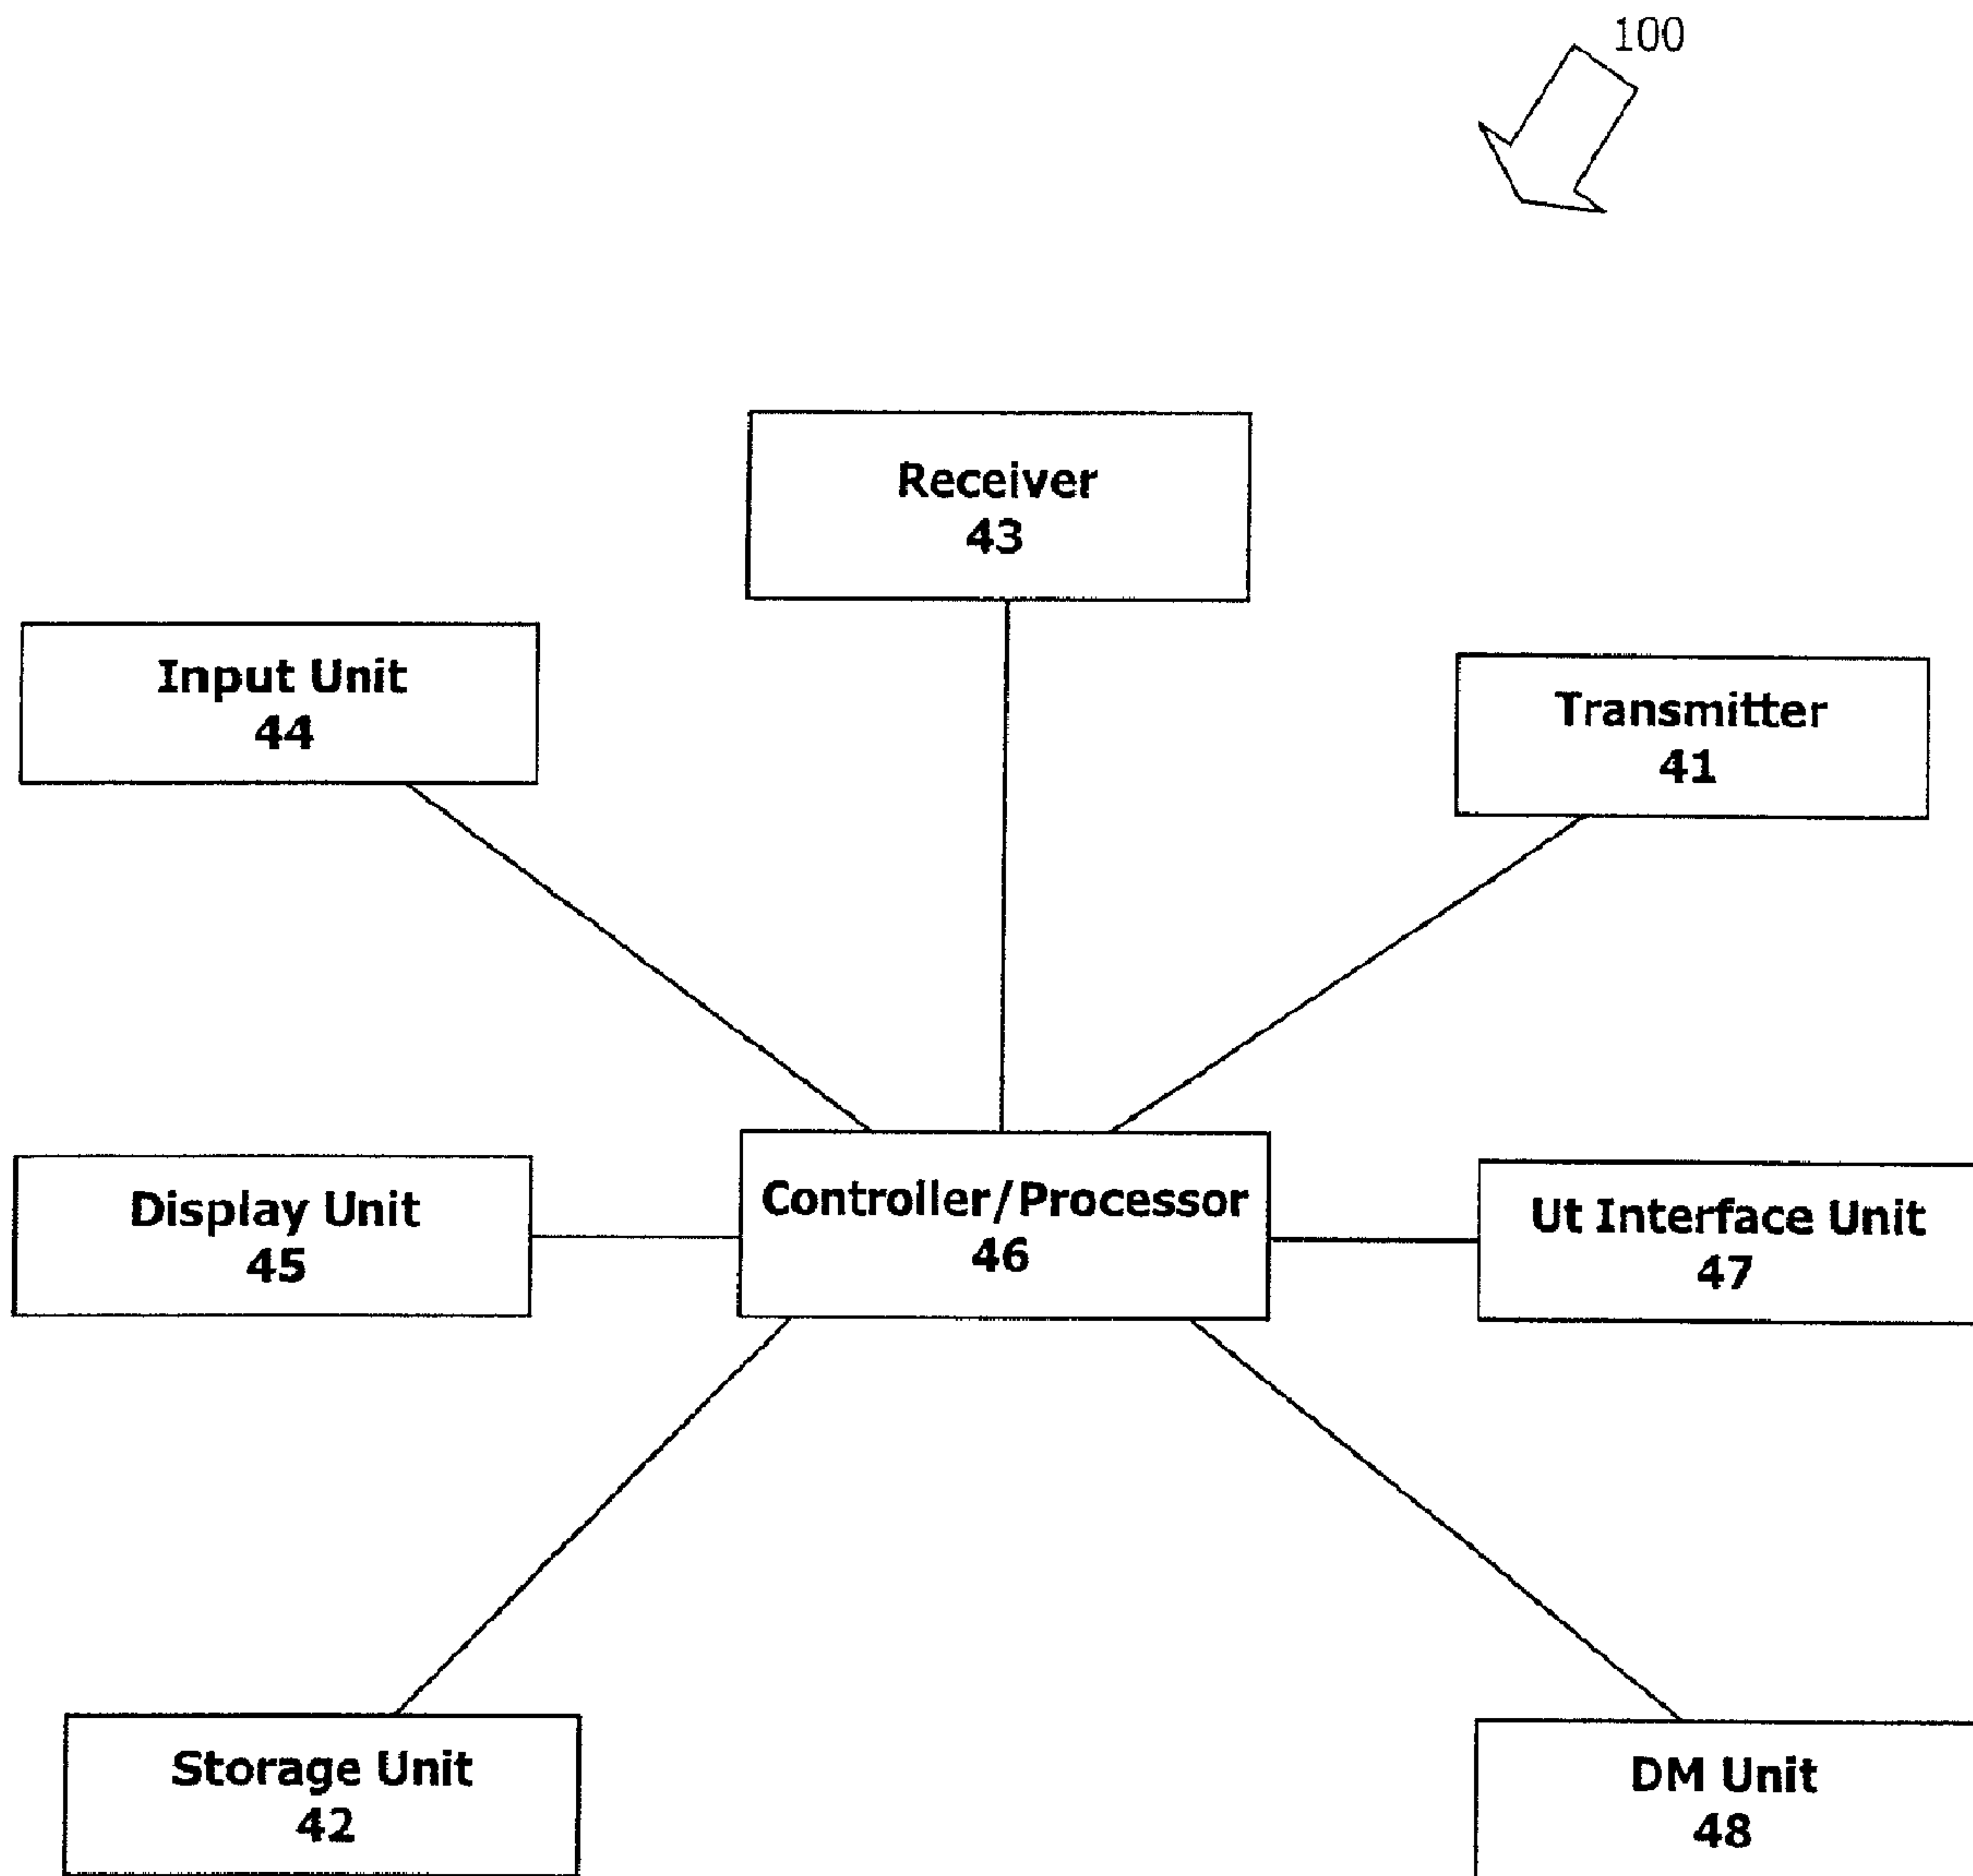 100
Receiver
43
Input Unit
44
Transmitter
41
Display Unit
45
Controller/Processor
46
Ut Interface Unit
47
Storage Unit
42
DM Unit
48